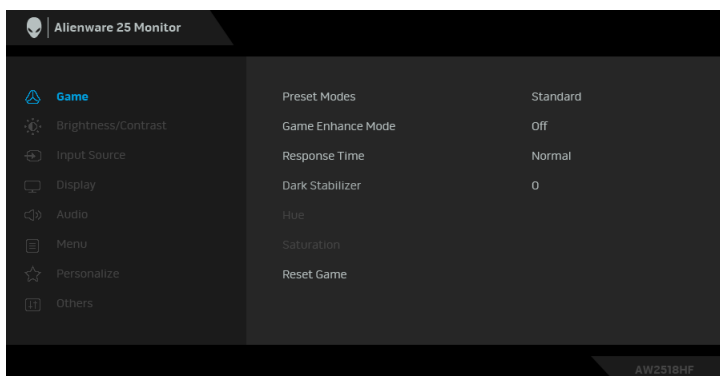 Alienware 25 Monitor
Game
Brightness/Contrast
Input Source
Display
Audio
Menu
Personalize
Others
Preset Modes Standard
Game Enhance Mode Off
Response Time Normal
Dark Stabilizer 0
Hue
Saturation
Reset Game
AW2518HF